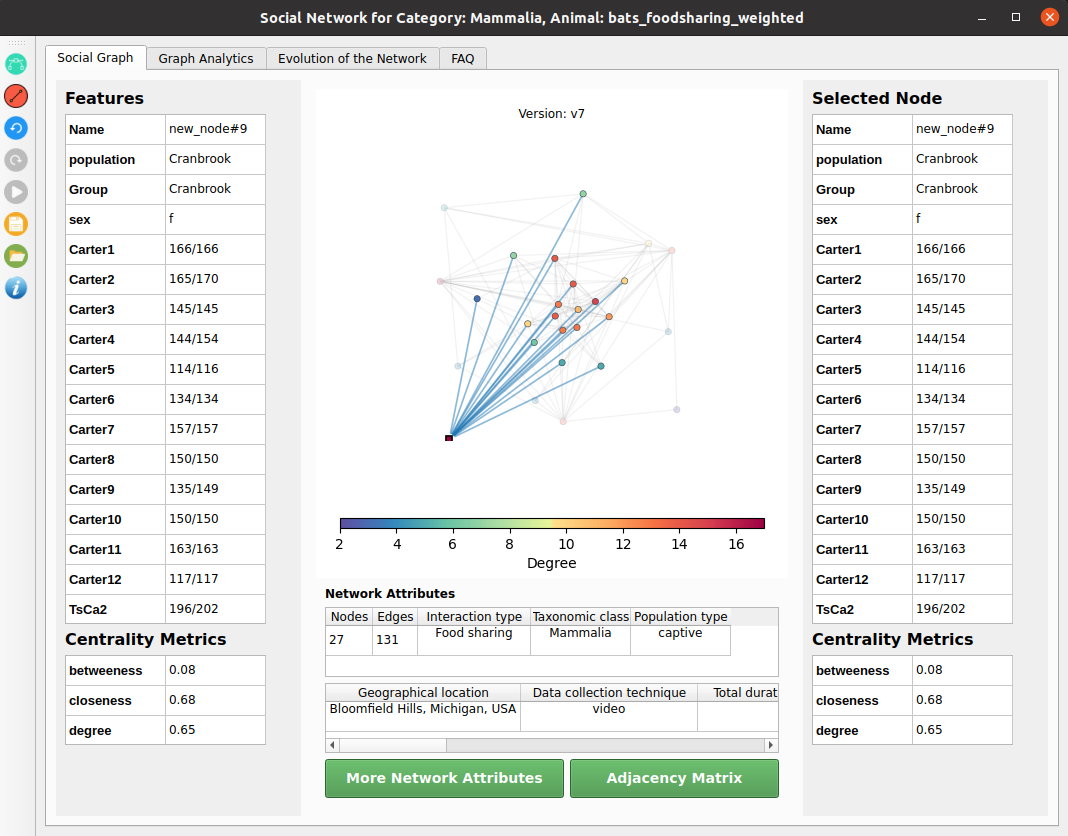 Social Network for Category: Mammalia, Animal: bats_foodsharing_weighted
Social Graph
Graph Analytics
Evolution of the Network
FAQ
Features
Name new_node#9
population Cranbrook
Group Cranbrook
sex f
Carter1 166/166
Carter2 165/170
Carter3 145/145
Carter4 144/154
Carter5 114/116
Carter6 134/134
Carter7 157/157
Carter8 150/150
Carter9 135/149
Carter10 150/150
Carter11 163/163
Carter12 117/117
TsCa2 196/202
Centrality Metrics
betweeness 0.08
closeness 0.68
degree 0.65
Version: v7
2 4 6 8 10 12 14 16
Degree
Network Attributes
Nodes Edges Interaction type Taxonomic class Population type
27 131 Food sharing Mammalia captive
Geographical location Data collection technique Total durat
Bloomfield Hills, Michigan, USA video
More Network Attributes
Adjacency Matrix
Selected Node
Name new_node#9
population Cranbrook
Group Cranbrook
sex f
Carter1 166/166
Carter2 165/170
Carter3 145/145
Carter4 144/154
Carter5 114/116
Carter6 134/134
Carter7 157/157
Carter8 150/150
Carter9 135/149
Carter10 150/150
Carter11 163/163
Carter12 117/117
TsCa2 196/202
Centrality Metrics
betweeness 0.08
closeness 0.68
degree 0.65